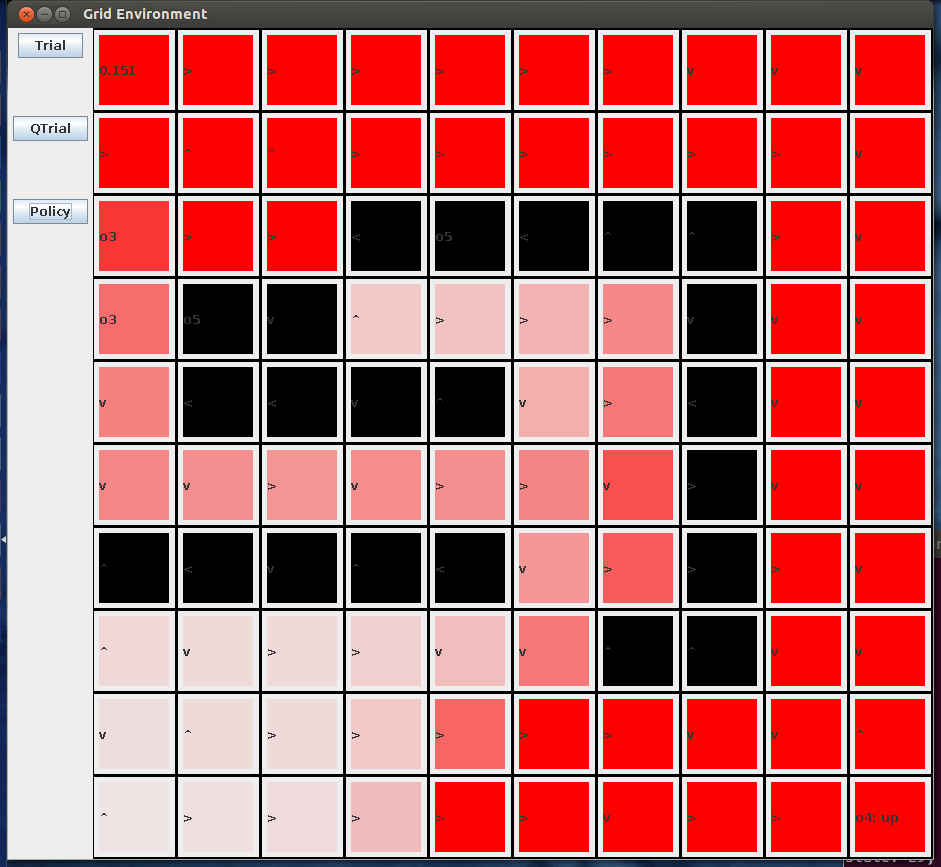 Grid Environment
Trial 0.151 > > > > > > v v v
QTrial > ^ ^ > > > > > > v
Policy o3 > > < o5 < ^ ^ > v
o3 o5 v ^ > > > v v v
v < < v ^ v > < v v
v v > v > > v > v v
^ < v ^ < v > > > v
^ v > > v v ^ ^ v v
v ^ > > > > > v v ^
^ > > > > > v > > o4: up